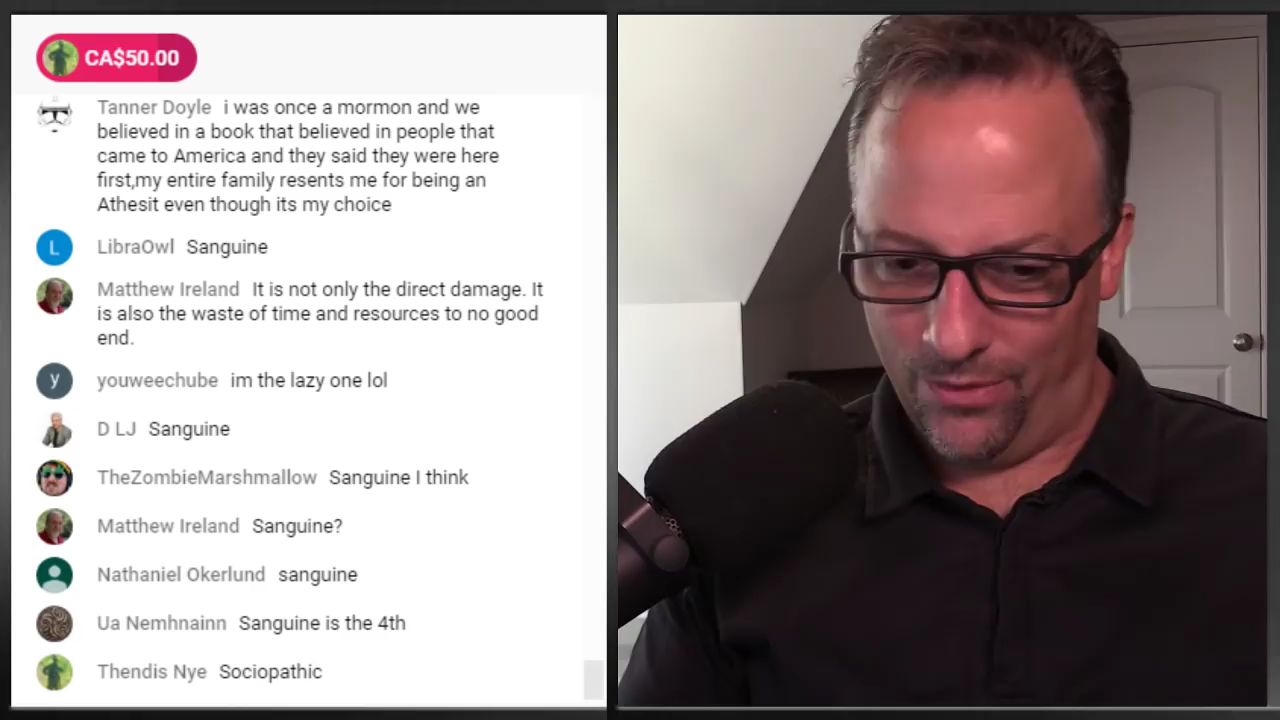 CA$50.00
Tanner Doyle i was once a mormon and we
believed in a book that believed in people that
came to America and they said they were here
first,my entire family resents me for being an
Athesit even though its my choice
L LibraOwl Sanguine
Matthew Ireland It is not only the direct damage. It
is also the waste of time and resources to no good
end.
y youweechube im the lazy one lol
D LJ Sanguine
TheZombieMarshmallow Sanguine I think
Matthew Ireland Sanguine?
Nathaniel Okerlund sanguine
Ua Nemhnainn Sanguine is the 4th
Thendis Nye Sociopathic